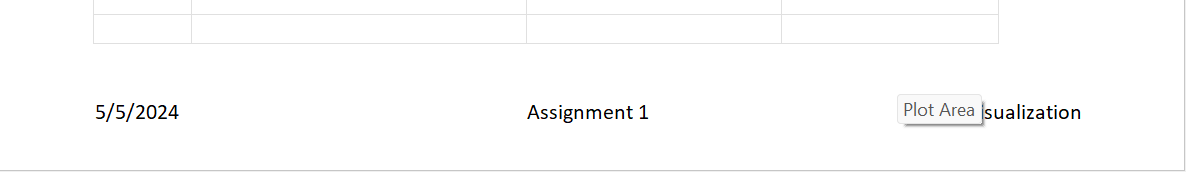 5/5/2024 Assignment 1 Plot Area sualization